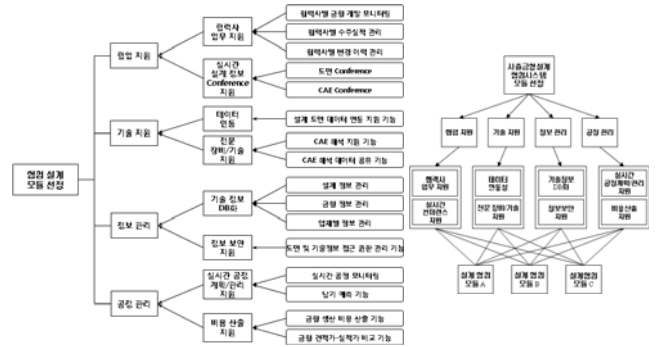 협업 설계
모듈 선정
협업 지원
기술 지원
정보 관리
공정 관리
협력사
업무 지원
실시간
설계 정보
Conference
지원
데이터
연동
전문
장비/기술
지원
기술 정보
DB화
정보 보안
지원
실시간 공정
계획/관리
지원
비용 산출
지원
협력사별 금형 개발 모니터링
협력사별 수주실적 관리
협력사별 변경 이력 관리
도면 Conference
CAE Conference
설계 도면 데이터 연동 지원 기능
CAE 해석 지원 기능
CAE 해석 데이터 공유 기능
설계 정보 관리
금형 정보 관리
업체별 정보 관리
도면 및 기술정보 접근 권한 관리 기능
실시간 공정 모니터링
납기 예측 기능
금형 생산 비용 산출 기능
금형 견적가-실적가 비교 기능
사출금형설계
협업시스템
모듈 선정
협업 지원
기술 지원
정보 관리
공정 관리
협력사
업무 지원
실시간
컨퍼런스
지원
데이터
연동성
전문 장비/기술
지원
기술정보
DB화
정보보안
지원
실시간
공정계획/관리
지원
비용산출
지원
설계 협업
모듈 A
설계 협업
모듈 B
설계협업
모듈 C